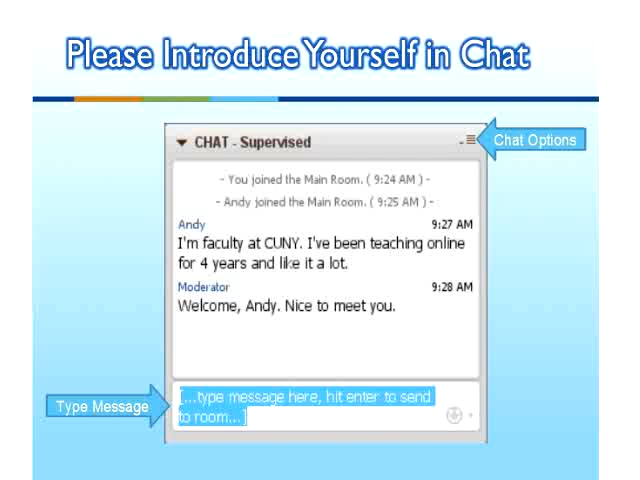 Please Introduce Yourself in Chat
CHAT - Supervised
Chat Options
- You joined the Main Room. ( 9:24 AM ) -
- Andy joined the Main Room. ( 9:25 AM ) -
Andy 9:27 AM
I'm faculty at CUNY. I've been teaching online
for 4 years and like it a lot.
Moderator 9:28 AM
Welcome, Andy. Nice to meet you.
Type Message
[...type message here, hit enter to send
to room...]